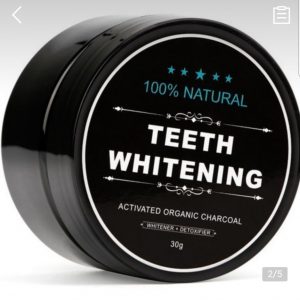 100% NATURAL
TEETH
WHITENING
ACTIVATED ORGANIC CHARCOAL
WHITENER + DETOXIFIER
30g
2/5